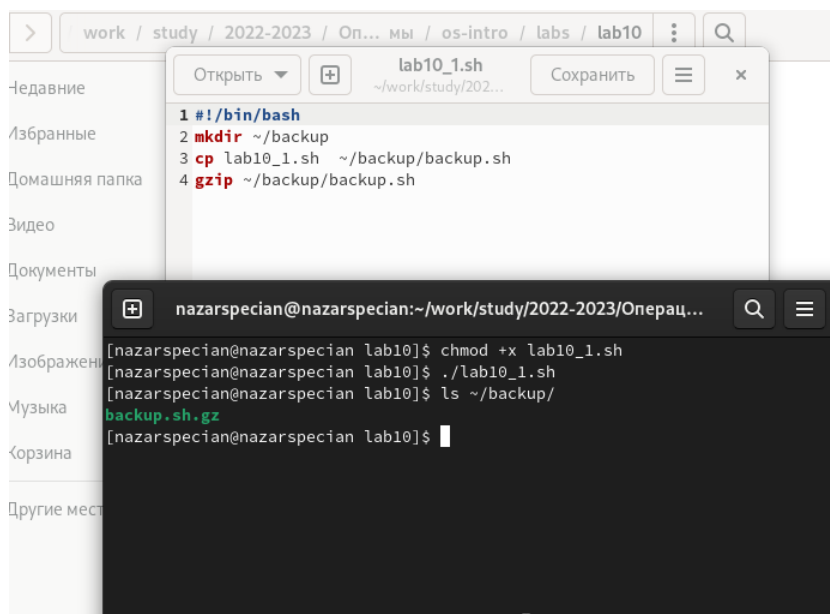 work / study / 2022-2023 / Оп... мы / os-intro / labs / lab10
Открыть
lab10_1.sh
~/work/study/202...
Сохранить
Недавние
Избранные
Домашняя папка
Видео
Документы
Загрузки
Изображени
Музыка
Корзина
Другие мест
1 #!/bin/bash
2 mkdir ~/backup
3 cp lab10_1.sh  ~/backup/backup.sh
4 gzip ~/backup/backup.sh
nazarspecian@nazarspecian:~/work/study/2022-2023/Операц...
[nazarspecian@nazarspecian lab10]$ chmod +x lab10_1.sh
[nazarspecian@nazarspecian lab10]$ ./lab10_1.sh
[nazarspecian@nazarspecian lab10]$ ls ~/backup/
backup.sh.gz
[nazarspecian@nazarspecian lab10]$